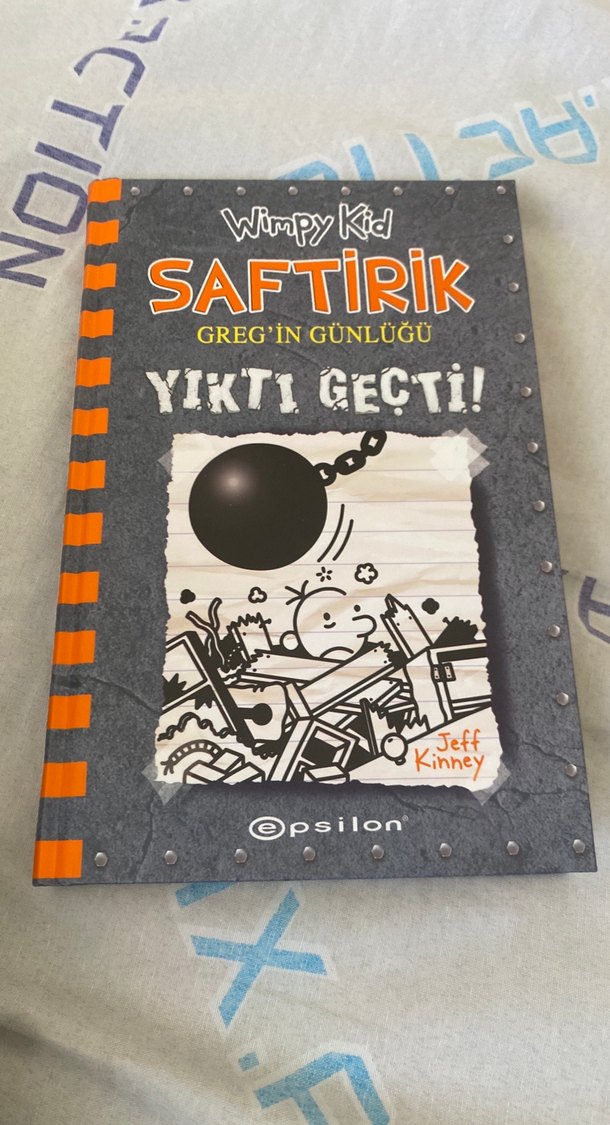 Wimpy Kid
SAFTİRİK
GREG'İN GÜNLÜĞÜ
YIKTI GEÇTİ!
Jeff
Kinney
epsilon®